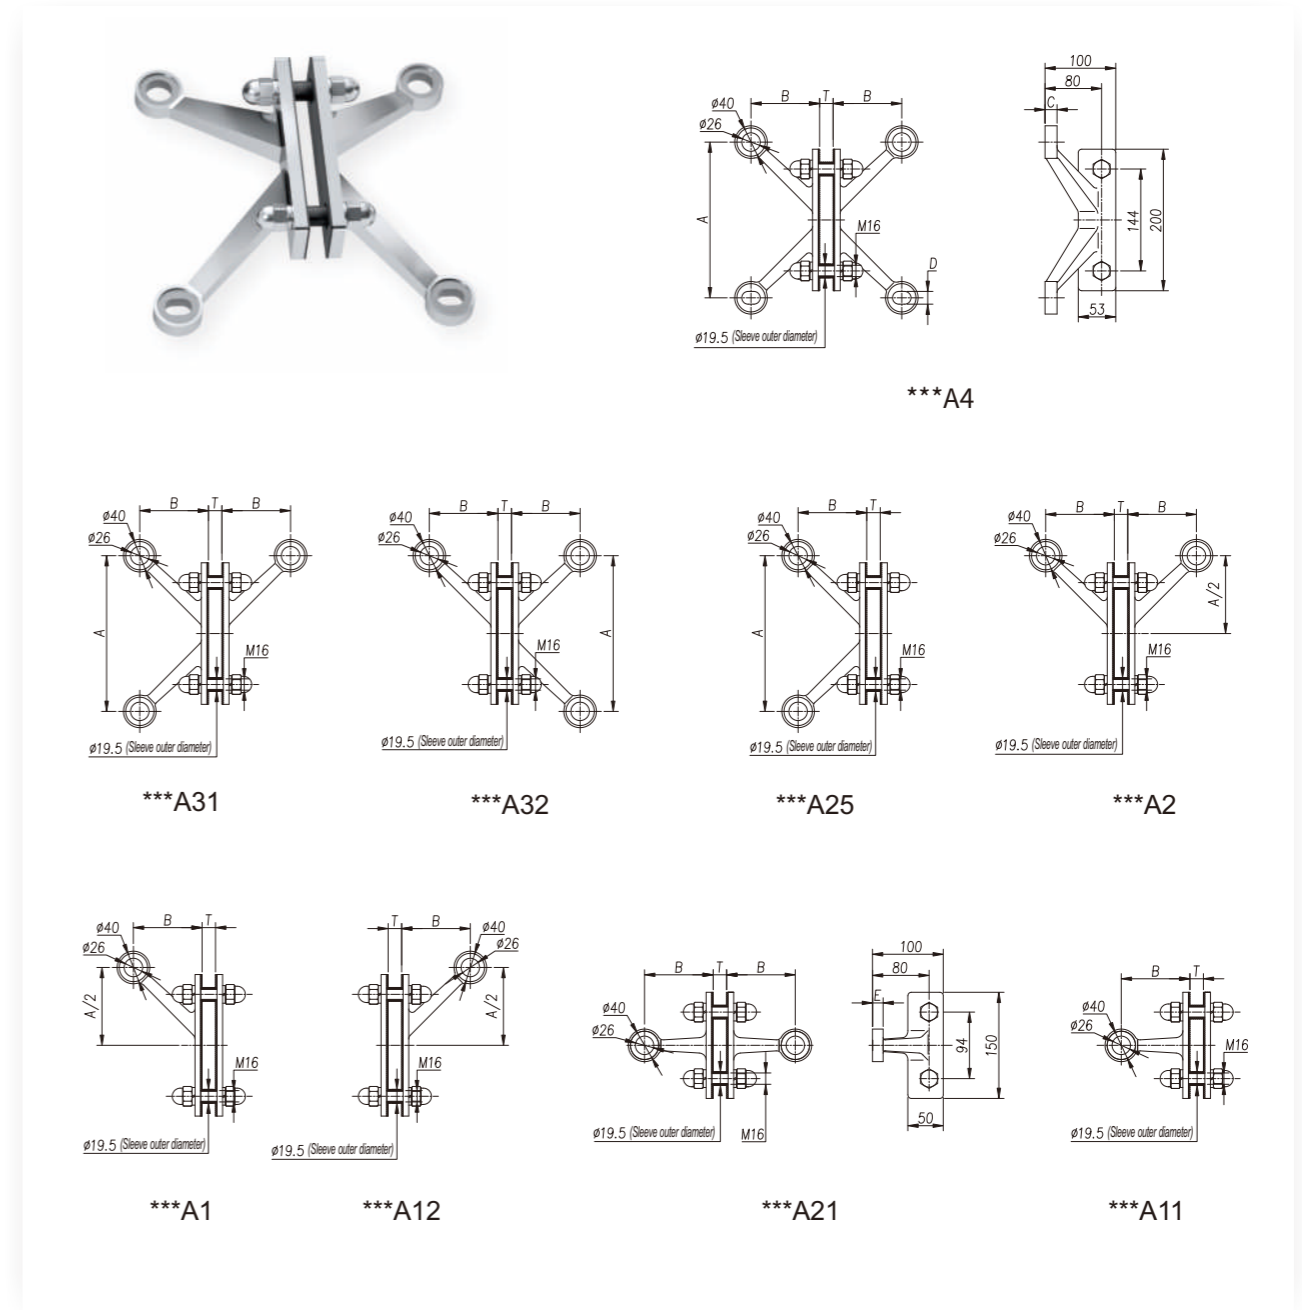 100
80
C
B T B
ø40
ø26
A
M16
D
144
200
53
ø19.5 (Sleeve outer diameter)
***A4
B T B
ø40
ø26
A
M16
ø19.5 (Sleeve outer diameter)
***A31
B T B
ø40
ø26
A
M16
ø19.5 (Sleeve outer diameter)
***A32
B T
ø40
ø26
A
M16
ø19.5 (Sleeve outer diameter)
***A25
B T B
ø40
ø26
A/2
M16
ø19.5 (Sleeve outer diameter)
***A2
B T
ø40
ø26
A/2
M16
ø19.5 (Sleeve outer diameter)
***A1
T B
ø40
ø26
A/2
M16
ø19.5 (Sleeve outer diameter)
***A12
B T B
ø40
ø26
ø19.5 (Sleeve outer diameter)
M16
100
80
E
94
150
50
***A21
B T
ø40
ø26
M16
ø19.5 (Sleeve outer diameter)
***A11